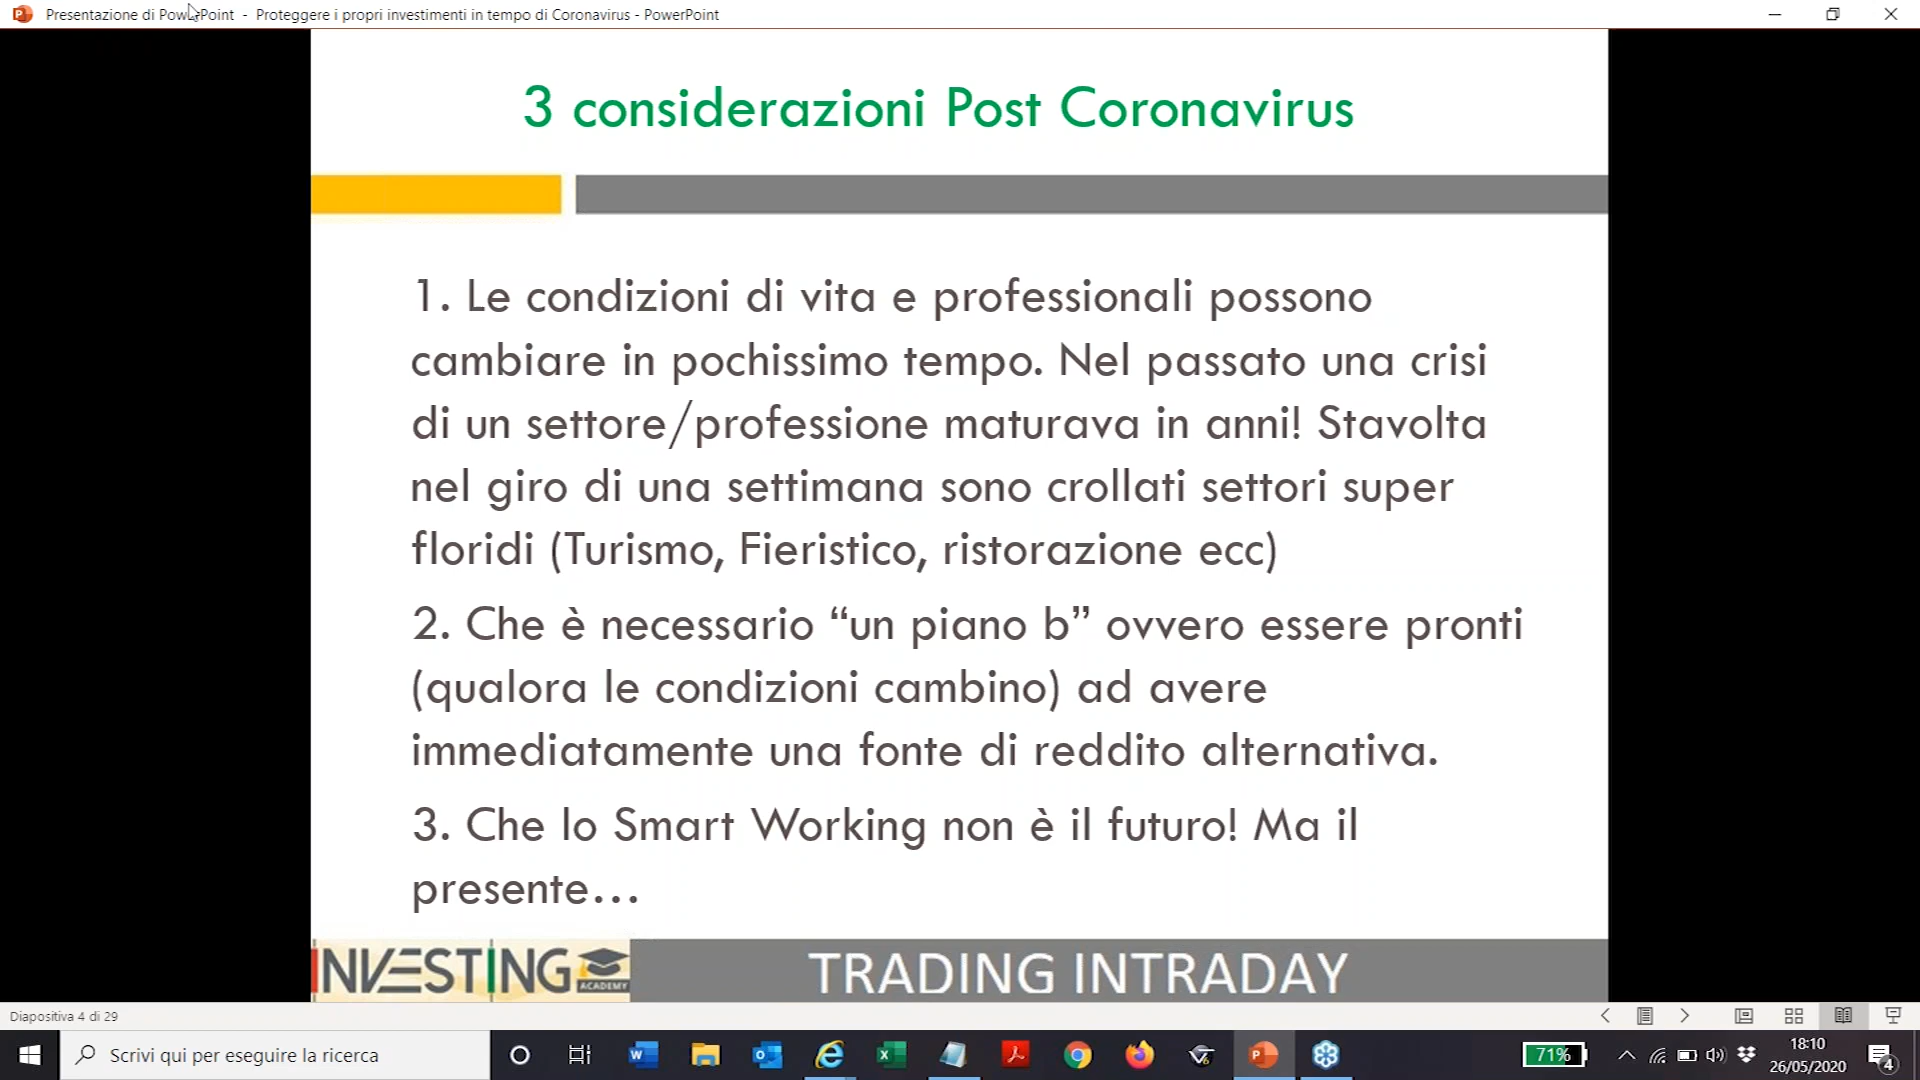 Presentazione di PowerPoint - Proteggere i propri investimenti in tempo di Coronavirus - PowerPoint
3 considerazioni Post Coronavirus
1. Le condizioni di vita e professionali possono
cambiare in pochissimo tempo. Nel passato una crisi
di un settore/professione maturava in anni! Stavolta
nel giro di una settimana sono crollati settori super
floridi (Turismo, Fieristico, ristorazione ecc)
2. Che è necessario “un piano b” ovvero essere pronti
(qualora le condizioni cambino) ad avere
immediatamente una fonte di reddito alternativa.
3. Che lo Smart Working non è il futuro! Ma il
presente...
INVESTING
ACADEMY
TRADING INTRADAY
Diapositiva 4 di 29
Scrivi qui per eseguire la ricerca
71%
18:10
26/05/2020
4